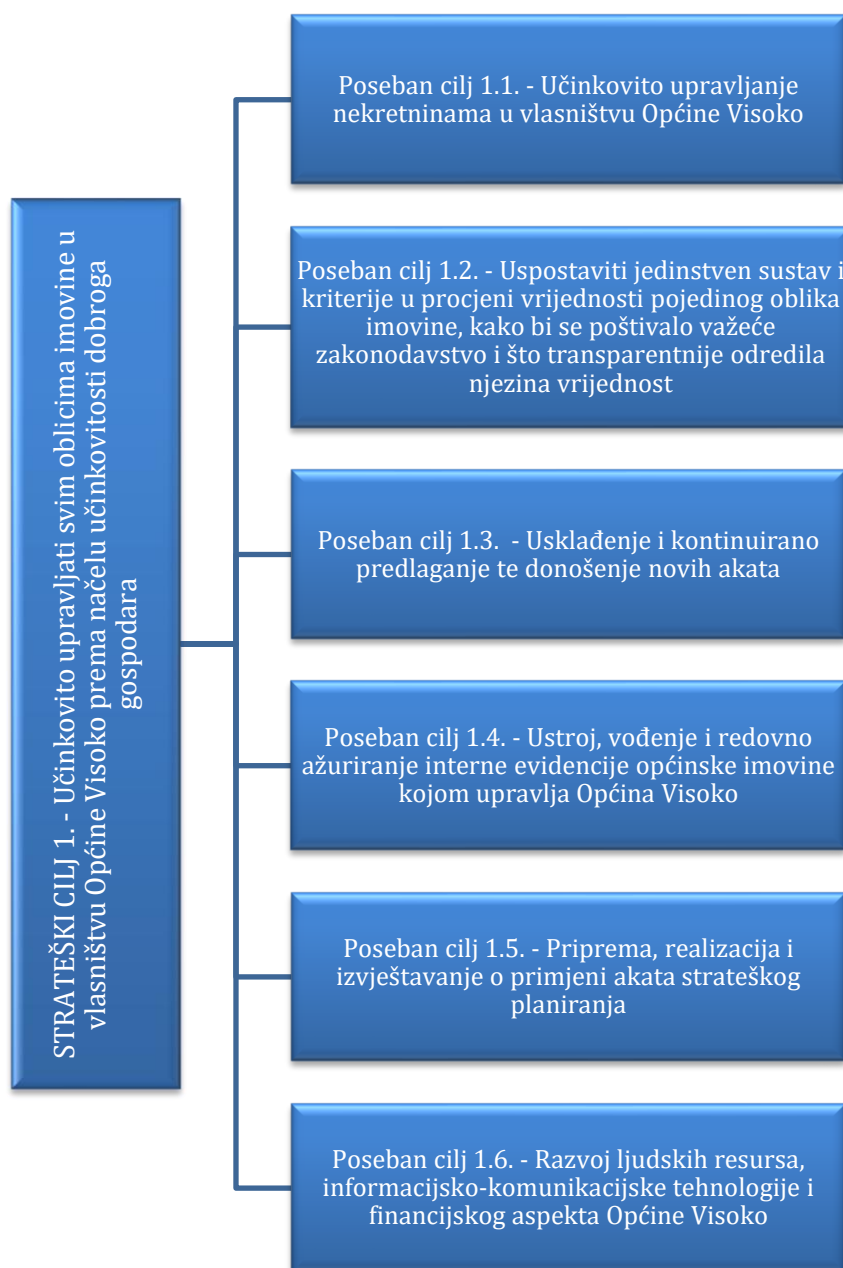 STRATEŠKI CILJ 1. - Učinkovito upravljati svim oblicima imovine u
vlasništvu Općine Visoko prema načelu učinkovitosti dobroga
gospodara
Poseban cilj 1.1. - Učinkovito upravljanje
nekretninama u vlasništvu Općine Visoko
Poseban cilj 1.2. - Uspostaviti jedinstven sustav i
kriterije u procjeni vrijednosti pojedinog oblika
imovine, kako bi se poštivalo važeće
zakonodavstvo i što transparentnije odredila
njezina vrijednost
Poseban cilj 1.3. - Usklađenje i kontinuirano
predlaganje te donošenje novih akata
Poseban cilj 1.4. - Ustroj, vođenje i redovno
ažuriranje interne evidencije općinske imovine
kojom upravlja Općina Visoko
Poseban cilj 1.5. - Priprema, realizacija i
izvještavanje o primjeni akata strateškog
planiranja
Poseban cilj 1.6. - Razvoj ljudskih resursa,
informacijsko-komunikacijske tehnologije i
financijskog aspekta Općine Visoko